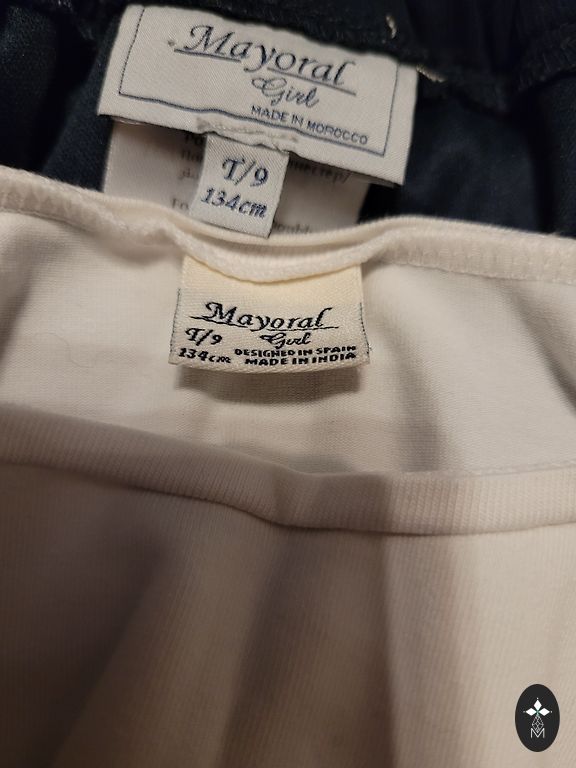 Mayoral
Girl
MADE IN MOROCCO
T/9
134cm
Mayoral
T/9 Girl
134cm DESIGNED IN SPAIN
MADE IN INDIA
M